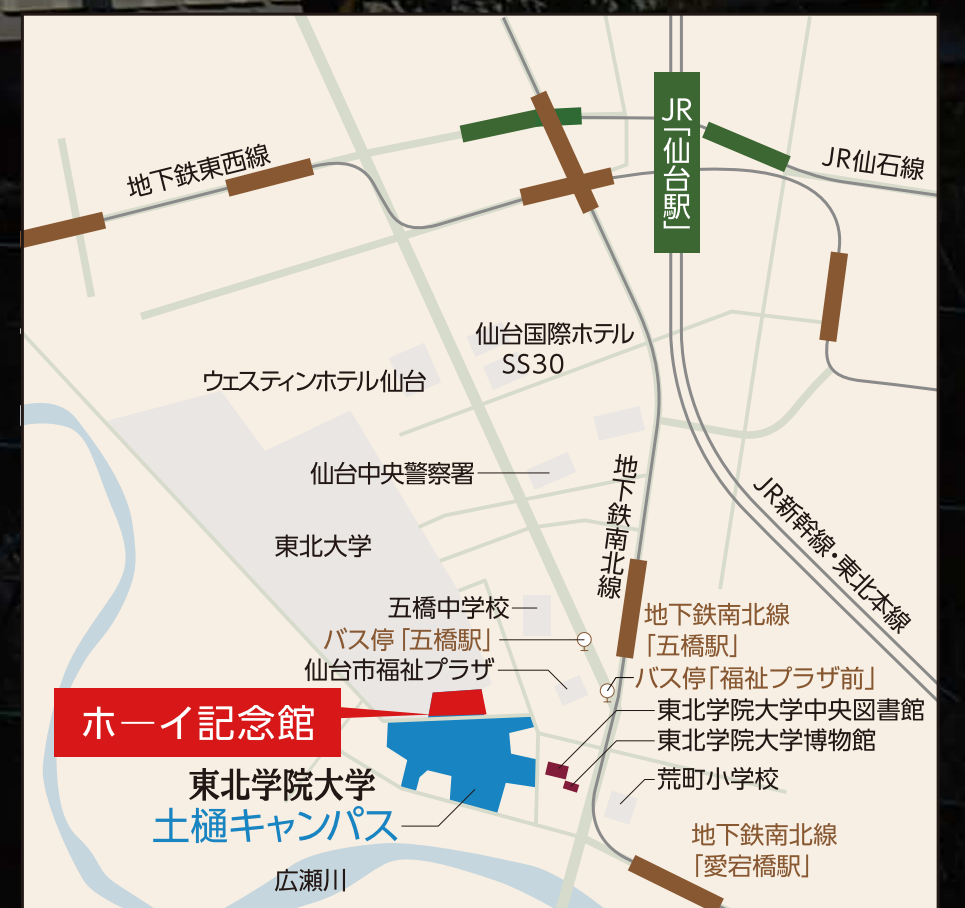 JR「仙台駅」
JR仙石線
地下鉄東西線
仙台国際ホテル
SS30
ウェスティンホテル仙台
仙台中央警察署
地下鉄南北線
JR新幹線・東北本線
東北大学
五橋中学校
地下鉄南北線
「五橋駅」
バス停「五橋駅」
仙台市福祉プラザ
バス停「福祉プラザ前」
ホーイ記念館
東北学院大学中央図書館
東北学院大学博物館
荒町小学校
東北学院大学
土樋キャンパス
地下鉄南北線
「愛宕橋駅」
広瀬川